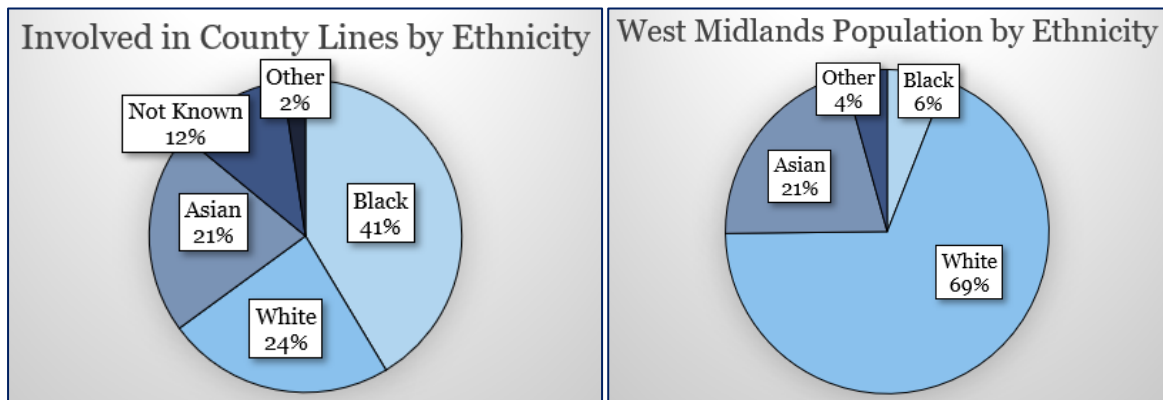 Involved in County Lines by Ethnicity
Other
2%
Not Known
12%
Asian
21%
Black
41%
White
24%
West Midlands Population by Ethnicity
Other
4%
Black
6%
Asian
21%
White
69%